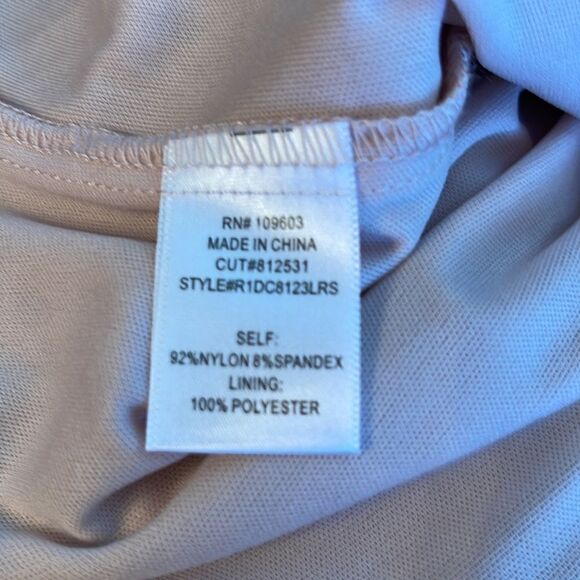 RN# 109603
MADE IN CHINA
CUT#812531
STYLE#R1DC8123LRS
SELF:
92%NYLON 8%SPANDEX
LINING:
100% POLYESTER